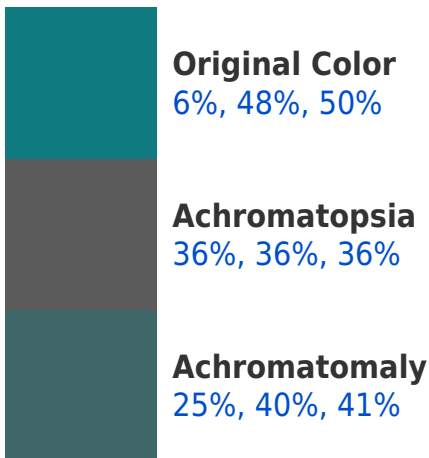 Original Color
6%, 48%, 50%
Achromatopsia
36%, 36%, 36%
Achromatomaly
25%, 40%, 41%